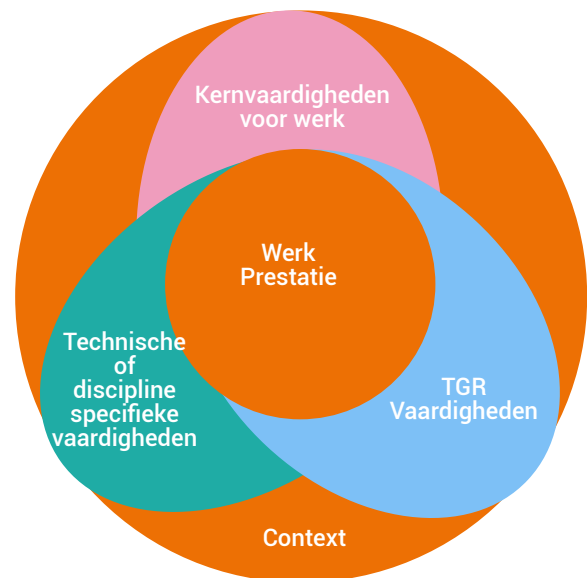 Kernvaardigheden
voor werk
Werk
Prestatie
Technische
of
discipline
specifieke
vaardigheden
TGR
Vaardigheden
Context